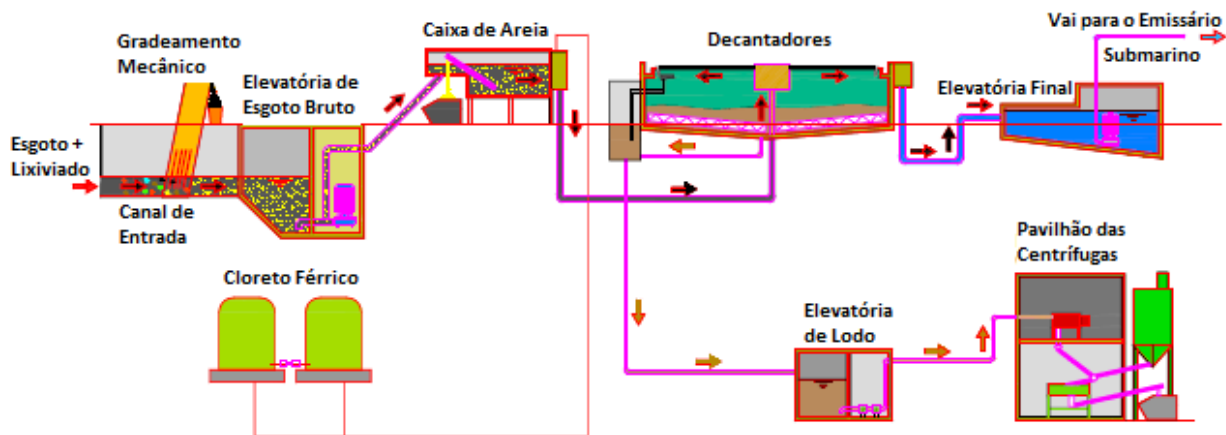 Gradeamento
Mecânico
Elevatória de
Esgoto Bruto
Caixa de Areia
Decantadores
Vai para o Emissário
Submarino
Elevatória Final
Esgoto +
Lixiviado
Canal de
Entrada
Cloreto Férrico
Elevatória
de Lodo
Pavilhão das
Centrífugas